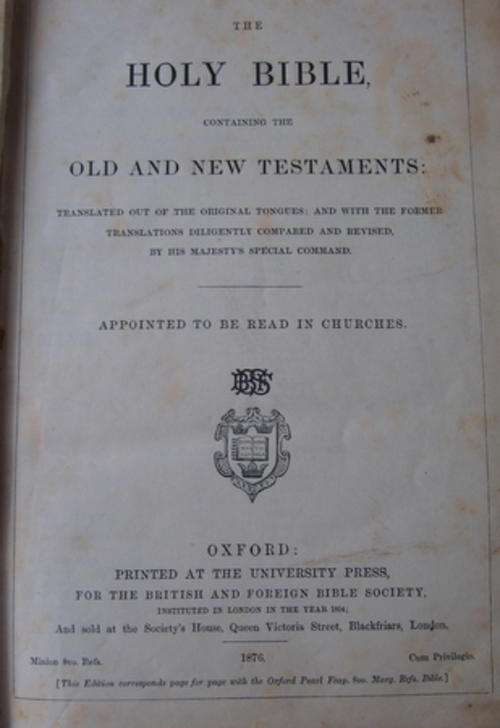 THE
HOLY BIBLE,
CONTAINING THE
OLD AND NEW TESTAMENTS:
TRANSLATED OUT OF THE ORIGINAL TONGUES: AND WITH THE FORMER
TRANSLATIONS DILIGENTLY COMPARED AND REVISED,
BY HIS MAJESTY'S SPECIAL COMMAND.
APPOINTED TO BE READ IN CHURCHES.
OXFORD:
PRINTED AT THE UNIVERSITY PRESS,
FOR THE BRITISH AND FOREIGN BIBLE SOCIETY,
INSTITUTED IN LONDON IN THE YEAR 1804;
And sold at the Society's House, Queen Victoria Street, Blackfriars, London.
Minion 8vo. Refs. 1876. Cum Privilegio.
[This Edition corresponds page for page with the Oxford Pearl Fcap. 8vo. Marg. Refs. Bible.]